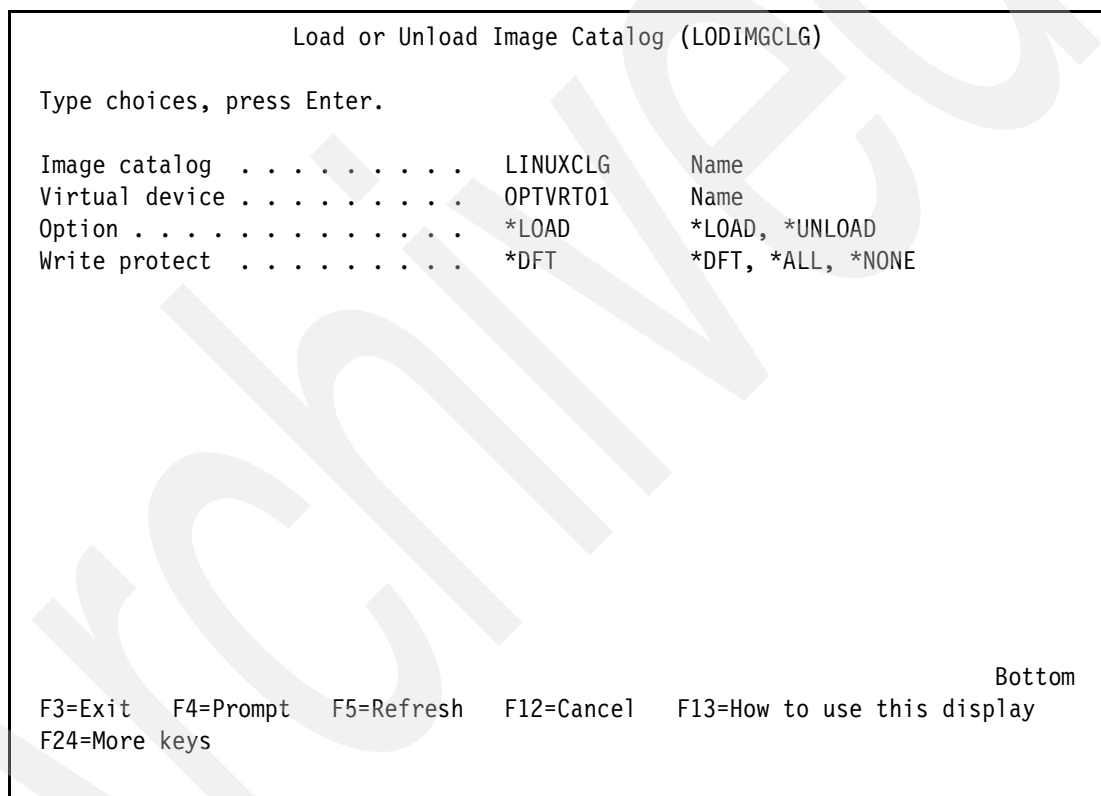 Load or Unload Image Catalog (LODIMGCLG)
Type choices, press Enter.
Image catalog . . . . . . . . . LINUXCLG Name
Virtual device . . . . . . . . . OPTVRT01 Name
Option . . . . . . . . . . . . . *LOAD *LOAD, *UNLOAD
Write protect . . . . . . . . . *DFT *DFT, *ALL, *NONE
Bottom
F3=Exit F4=Prompt F5=Refresh F12=Cancel F13=How to use this display
F24=More keys